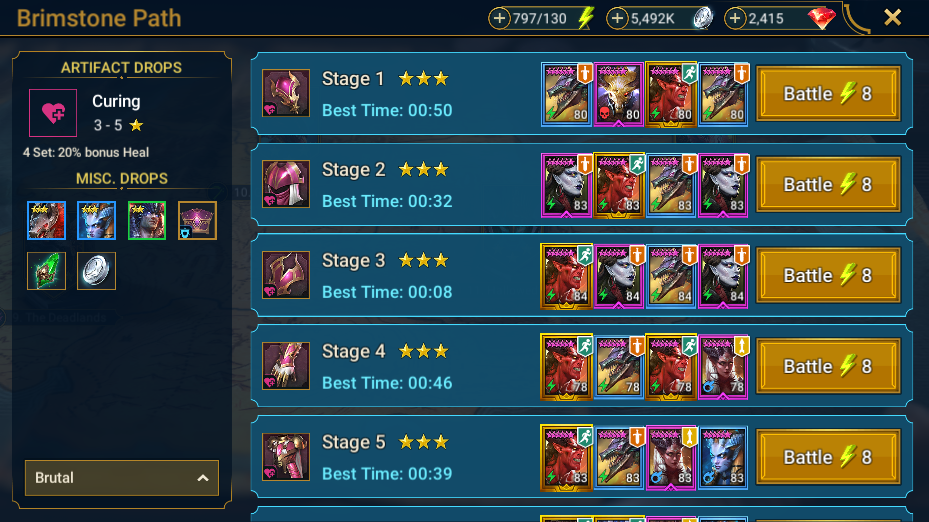 Brimstone Path
797/130
5,492K
2,415
ARTIFACT DROPS
Curing
3 - 5
4 Set: 20% bonus Heal
MISC. DROPS
Brutal
Stage 1
Best Time: 00:50
80
80
80
80
Battle 8
Stage 2
Best Time: 00:32
83
83
83
83
Battle 8
Stage 3
Best Time: 00:08
84
84
84
84
Battle 8
Stage 4
Best Time: 00:46
78
78
78
78
Battle 8
Stage 5
Best Time: 00:39
83
83
83
83
Battle 8